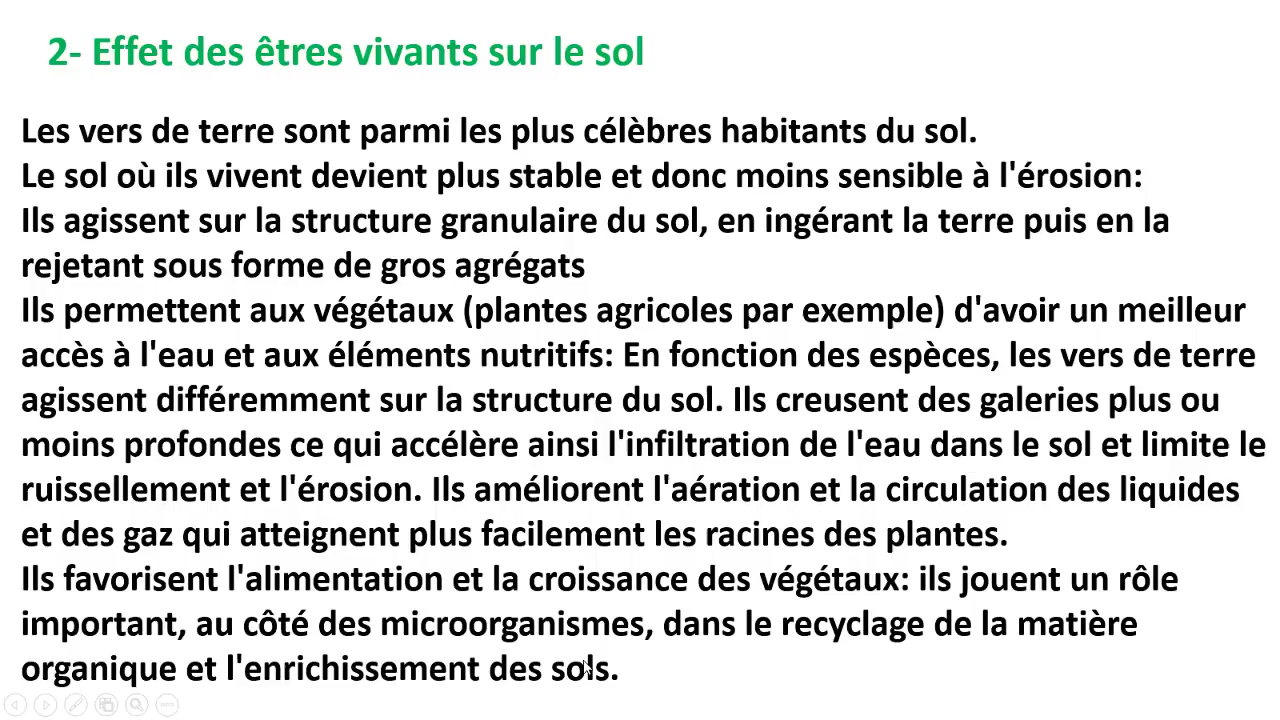 2- Effet des êtres vivants sur le sol
Les vers de terre sont parmi les plus célèbres habitants du sol.
Le sol où ils vivent devient plus stable et donc moins sensible à l'érosion:
Ils agissent sur la structure granulaire du sol, en ingérant la terre puis en la
rejetant sous forme de gros agrégats
Ils permettent aux végétaux (plantes agricoles par exemple) d'avoir un meilleur
accès à l'eau et aux éléments nutritifs: En fonction des espèces, les vers de terre
agissent différemment sur la structure du sol. Ils creusent des galeries plus ou
moins profondes ce qui accélère ainsi l'infiltration de l'eau dans le sol et limite le
ruissellement et l'érosion. Ils améliorent l'aération et la circulation des liquides
et des gaz qui atteignent plus facilement les racines des plantes.
Ils favorisent l'alimentation et la croissance des végétaux: ils jouent un rôle
important, au côté des microorganismes, dans le recyclage de la matière
organique et l'enrichissement des sols.